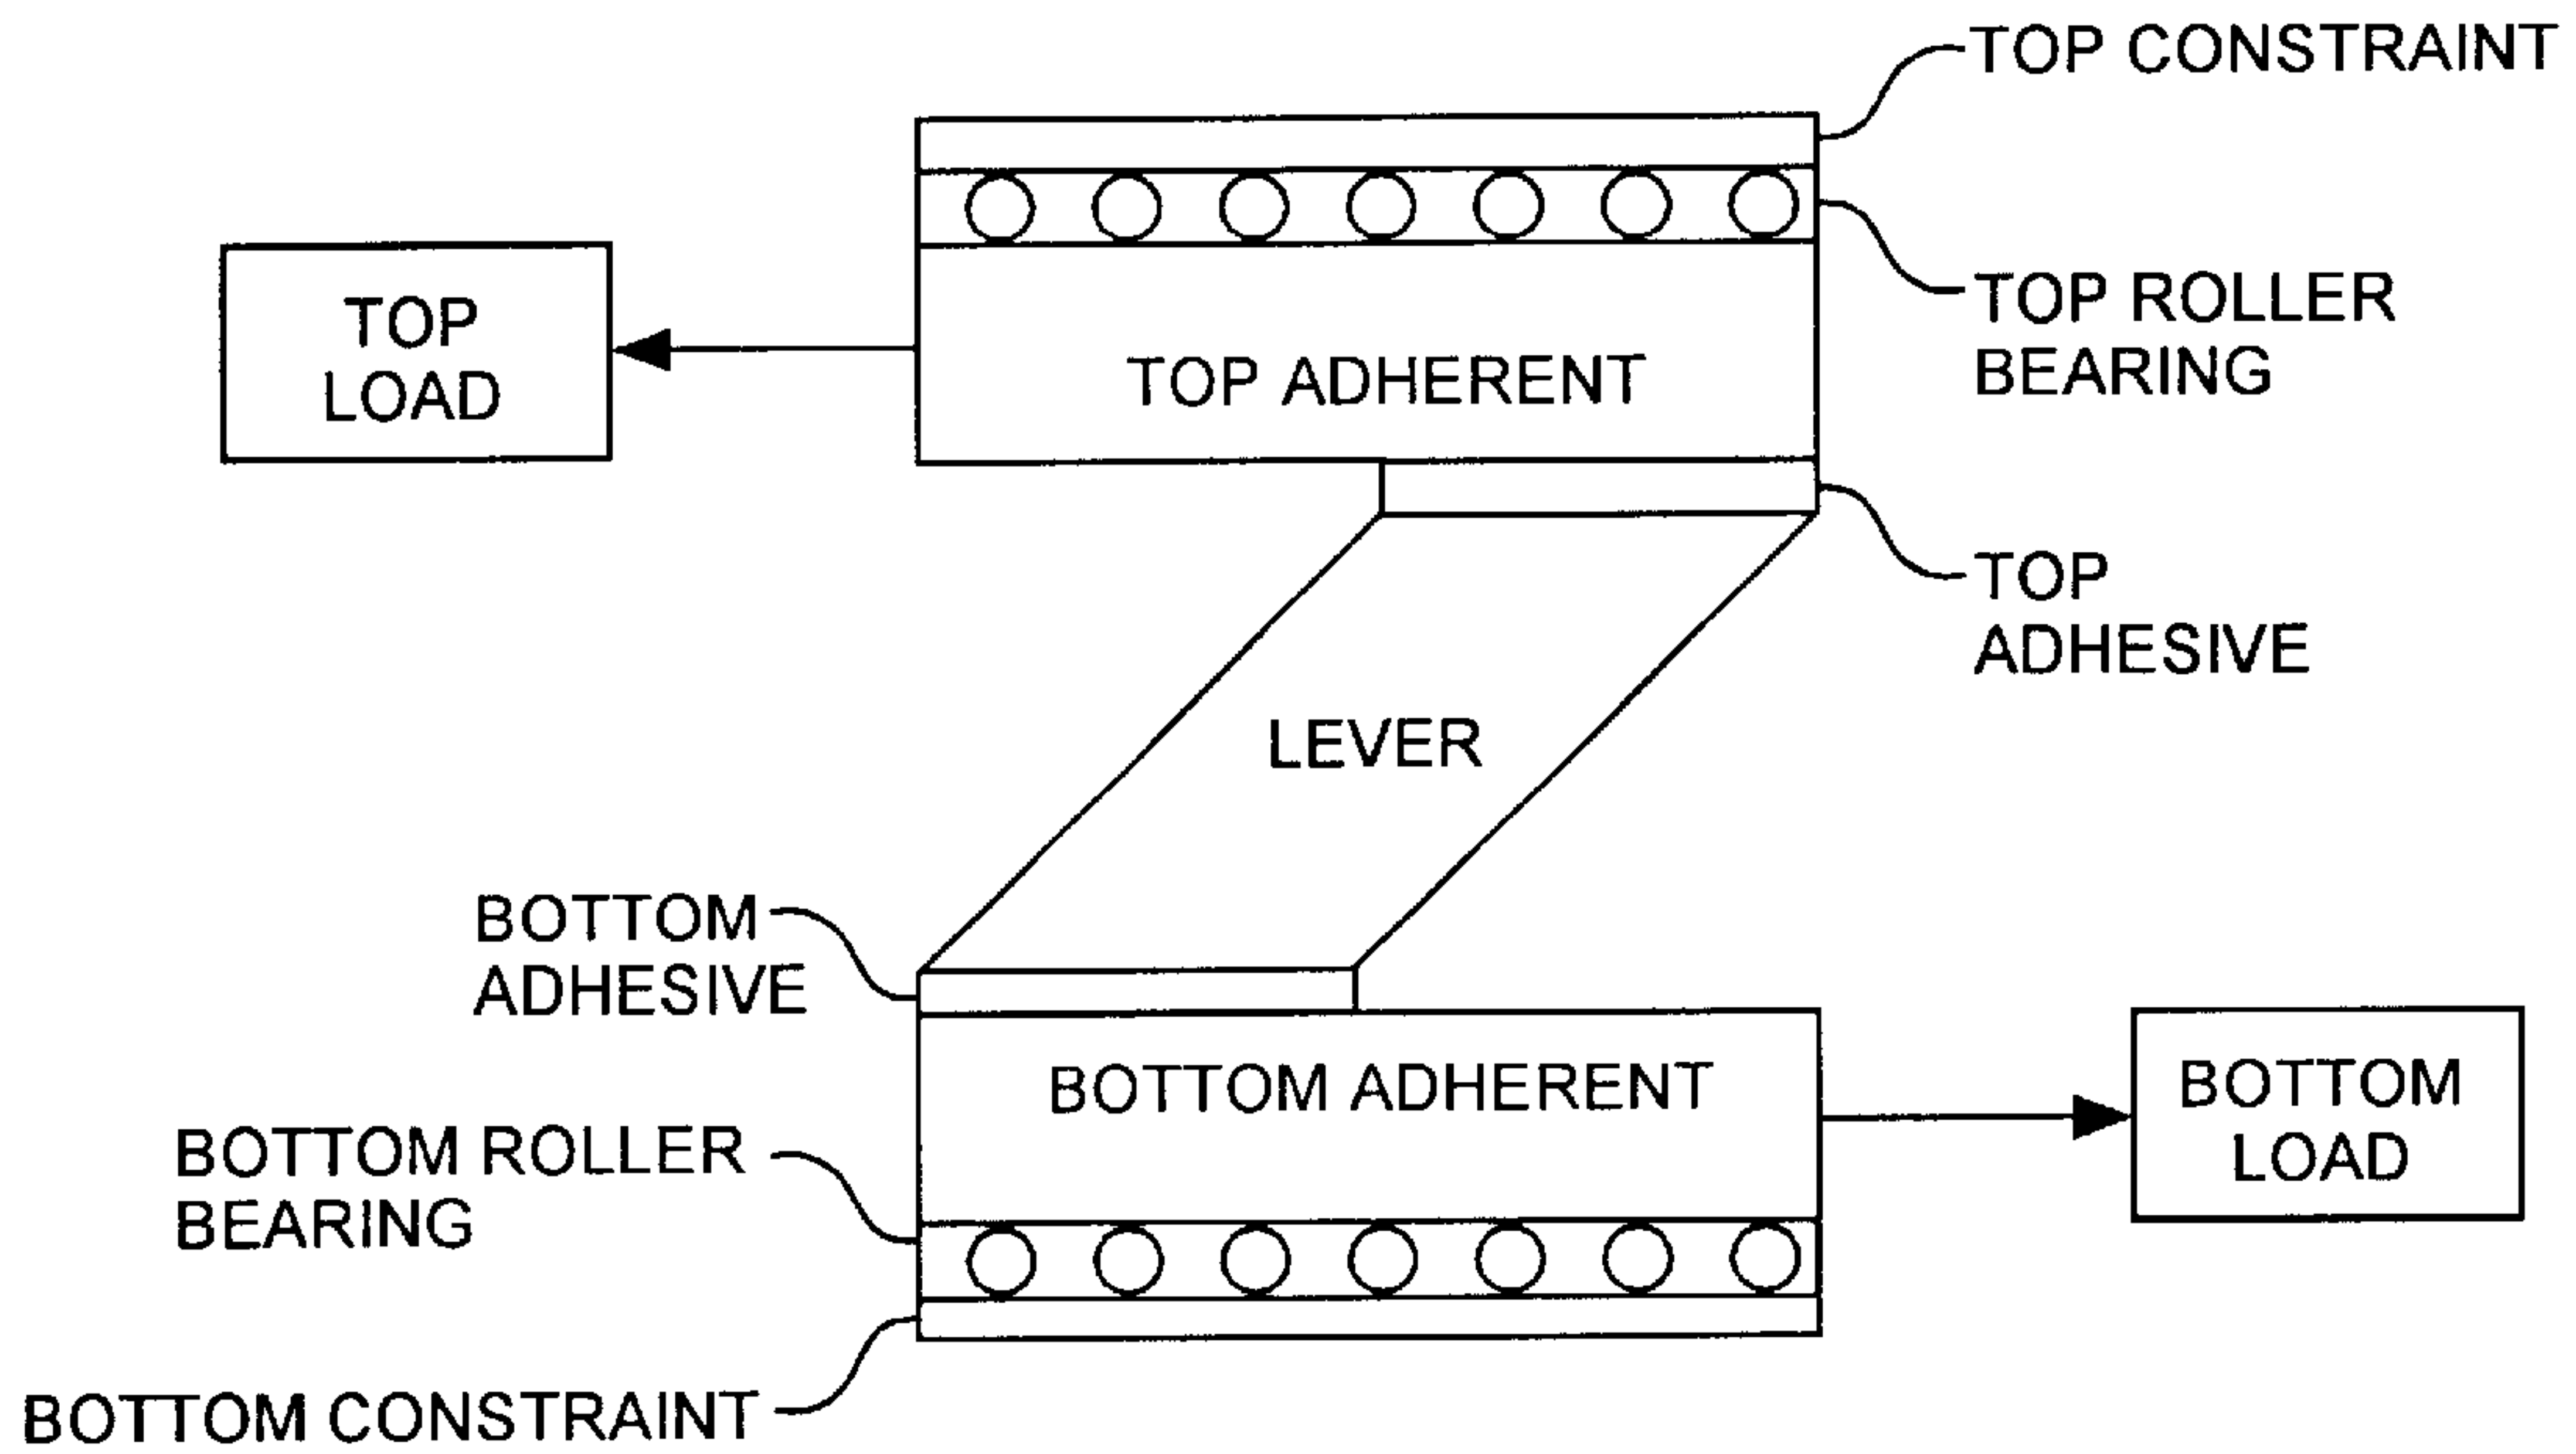 TOP CONSTRAINT
TOP
LOAD
TOP ROLLER
BEARING
TOP ADHERENT
TOP
ADHESIVE
LEVER
BOTTOM
ADHESIVE
BOTTOM ADHERENT
BOTTOM
LOAD
BOTTOM ROLLER
BEARING
BOTTOM CONSTRAINT